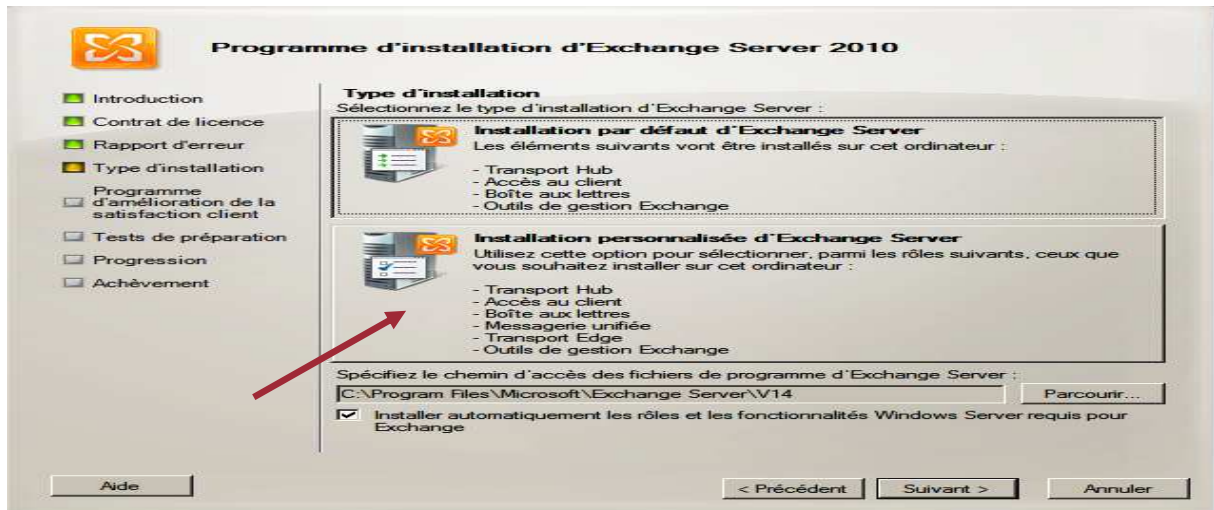 Programme d'installation d'Exchange Server 2010
Introduction
Contrat de licence
Rapport d'erreur
Type d'installation
Programme
d'amélioration de la
satisfaction client
Tests de préparation
Progression
Achèvement
Type d'installation
Sélectionnez le type d'installation d'Exchange Server :
Installation par défaut d'Exchange Server
Les éléments suivants vont être installés sur cet ordinateur :
- Transport Hub
- Accès au client
- Boîte aux lettres
- Outils de gestion Exchange
Installation personnalisée d'Exchange Server
Utilisez cette option pour sélectionner, parmi les rôles suivants, ceux que
vous souhaitez installer sur cet ordinateur :
- Transport Hub
- Accès au client
- Boîte aux lettres
- Messagerie unifiée
- Transport Edge
- Outils de gestion Exchange
Spécifiez le chemin d'accès des fichiers de programme d'Exchange Server :
C:\Program Files\Microsoft\Exchange Server\V14
Parcourir...
Installer automatiquement les rôles et les fonctionnalités Windows Server requis pour
Exchange
Aide
< Précédent
Suivant >
Annuler